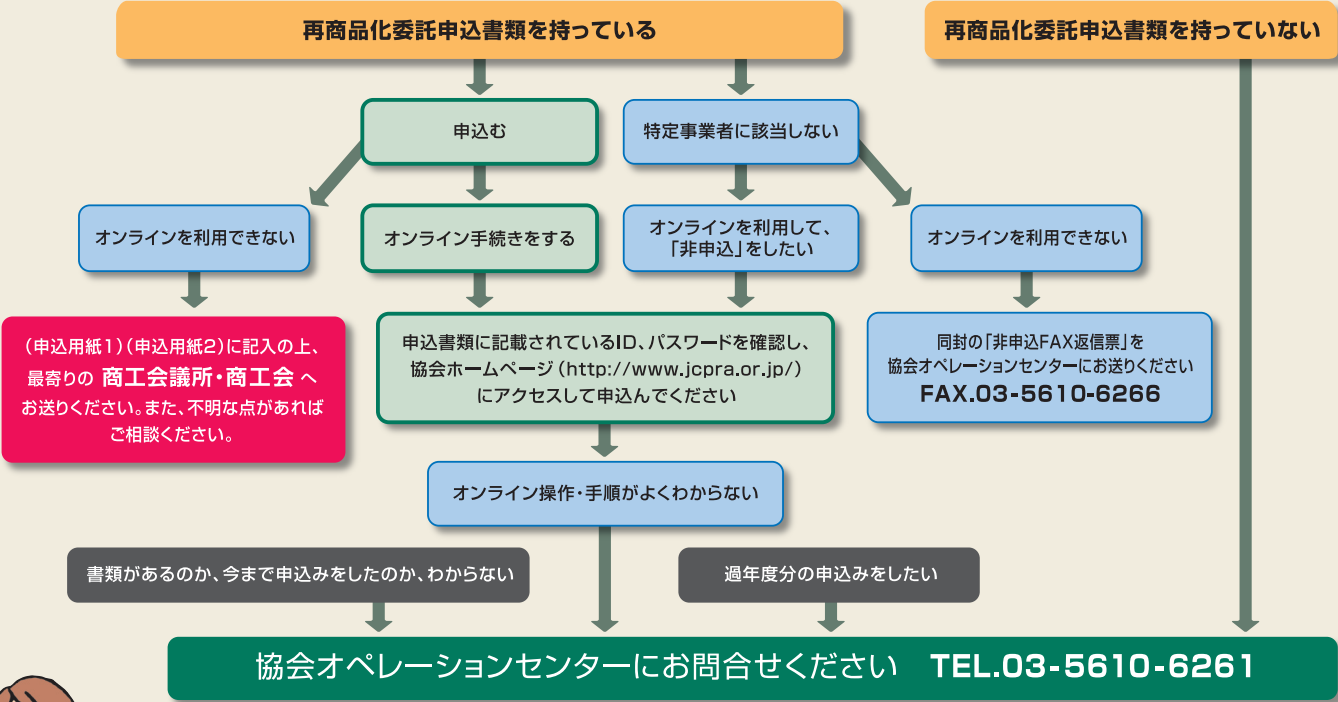 再商品化委託申込書類を持っている
再商品化委託申込書類を持っていない
申込む
特定事業者に該当しない
オンラインを利用できない
オンライン手続きをする
オンラインを利用して、
「非申込」をしたい
オンラインを利用できない
（申込用紙1）（申込用紙2）に記入の上、
最寄りの 商工会議所・商工会 へ
お送りください。また、不明な点があれば
ご相談ください。
申込書類に記載されているID、パスワードを確認し、
協会ホームページ（http://www.jcpra.or.jp/）
にアクセスして申込んでください
同封の「非申込FAX返信票」を
協会オペレーションセンターにお送りください
FAX.03-5610-6266
オンライン操作・手順がよくわからない
書類があるのか、今まで申込みをしたのか、わからない
過年度分の申込みをしたい
協会オペレーションセンターにお問合せください TEL.03-5610-6261